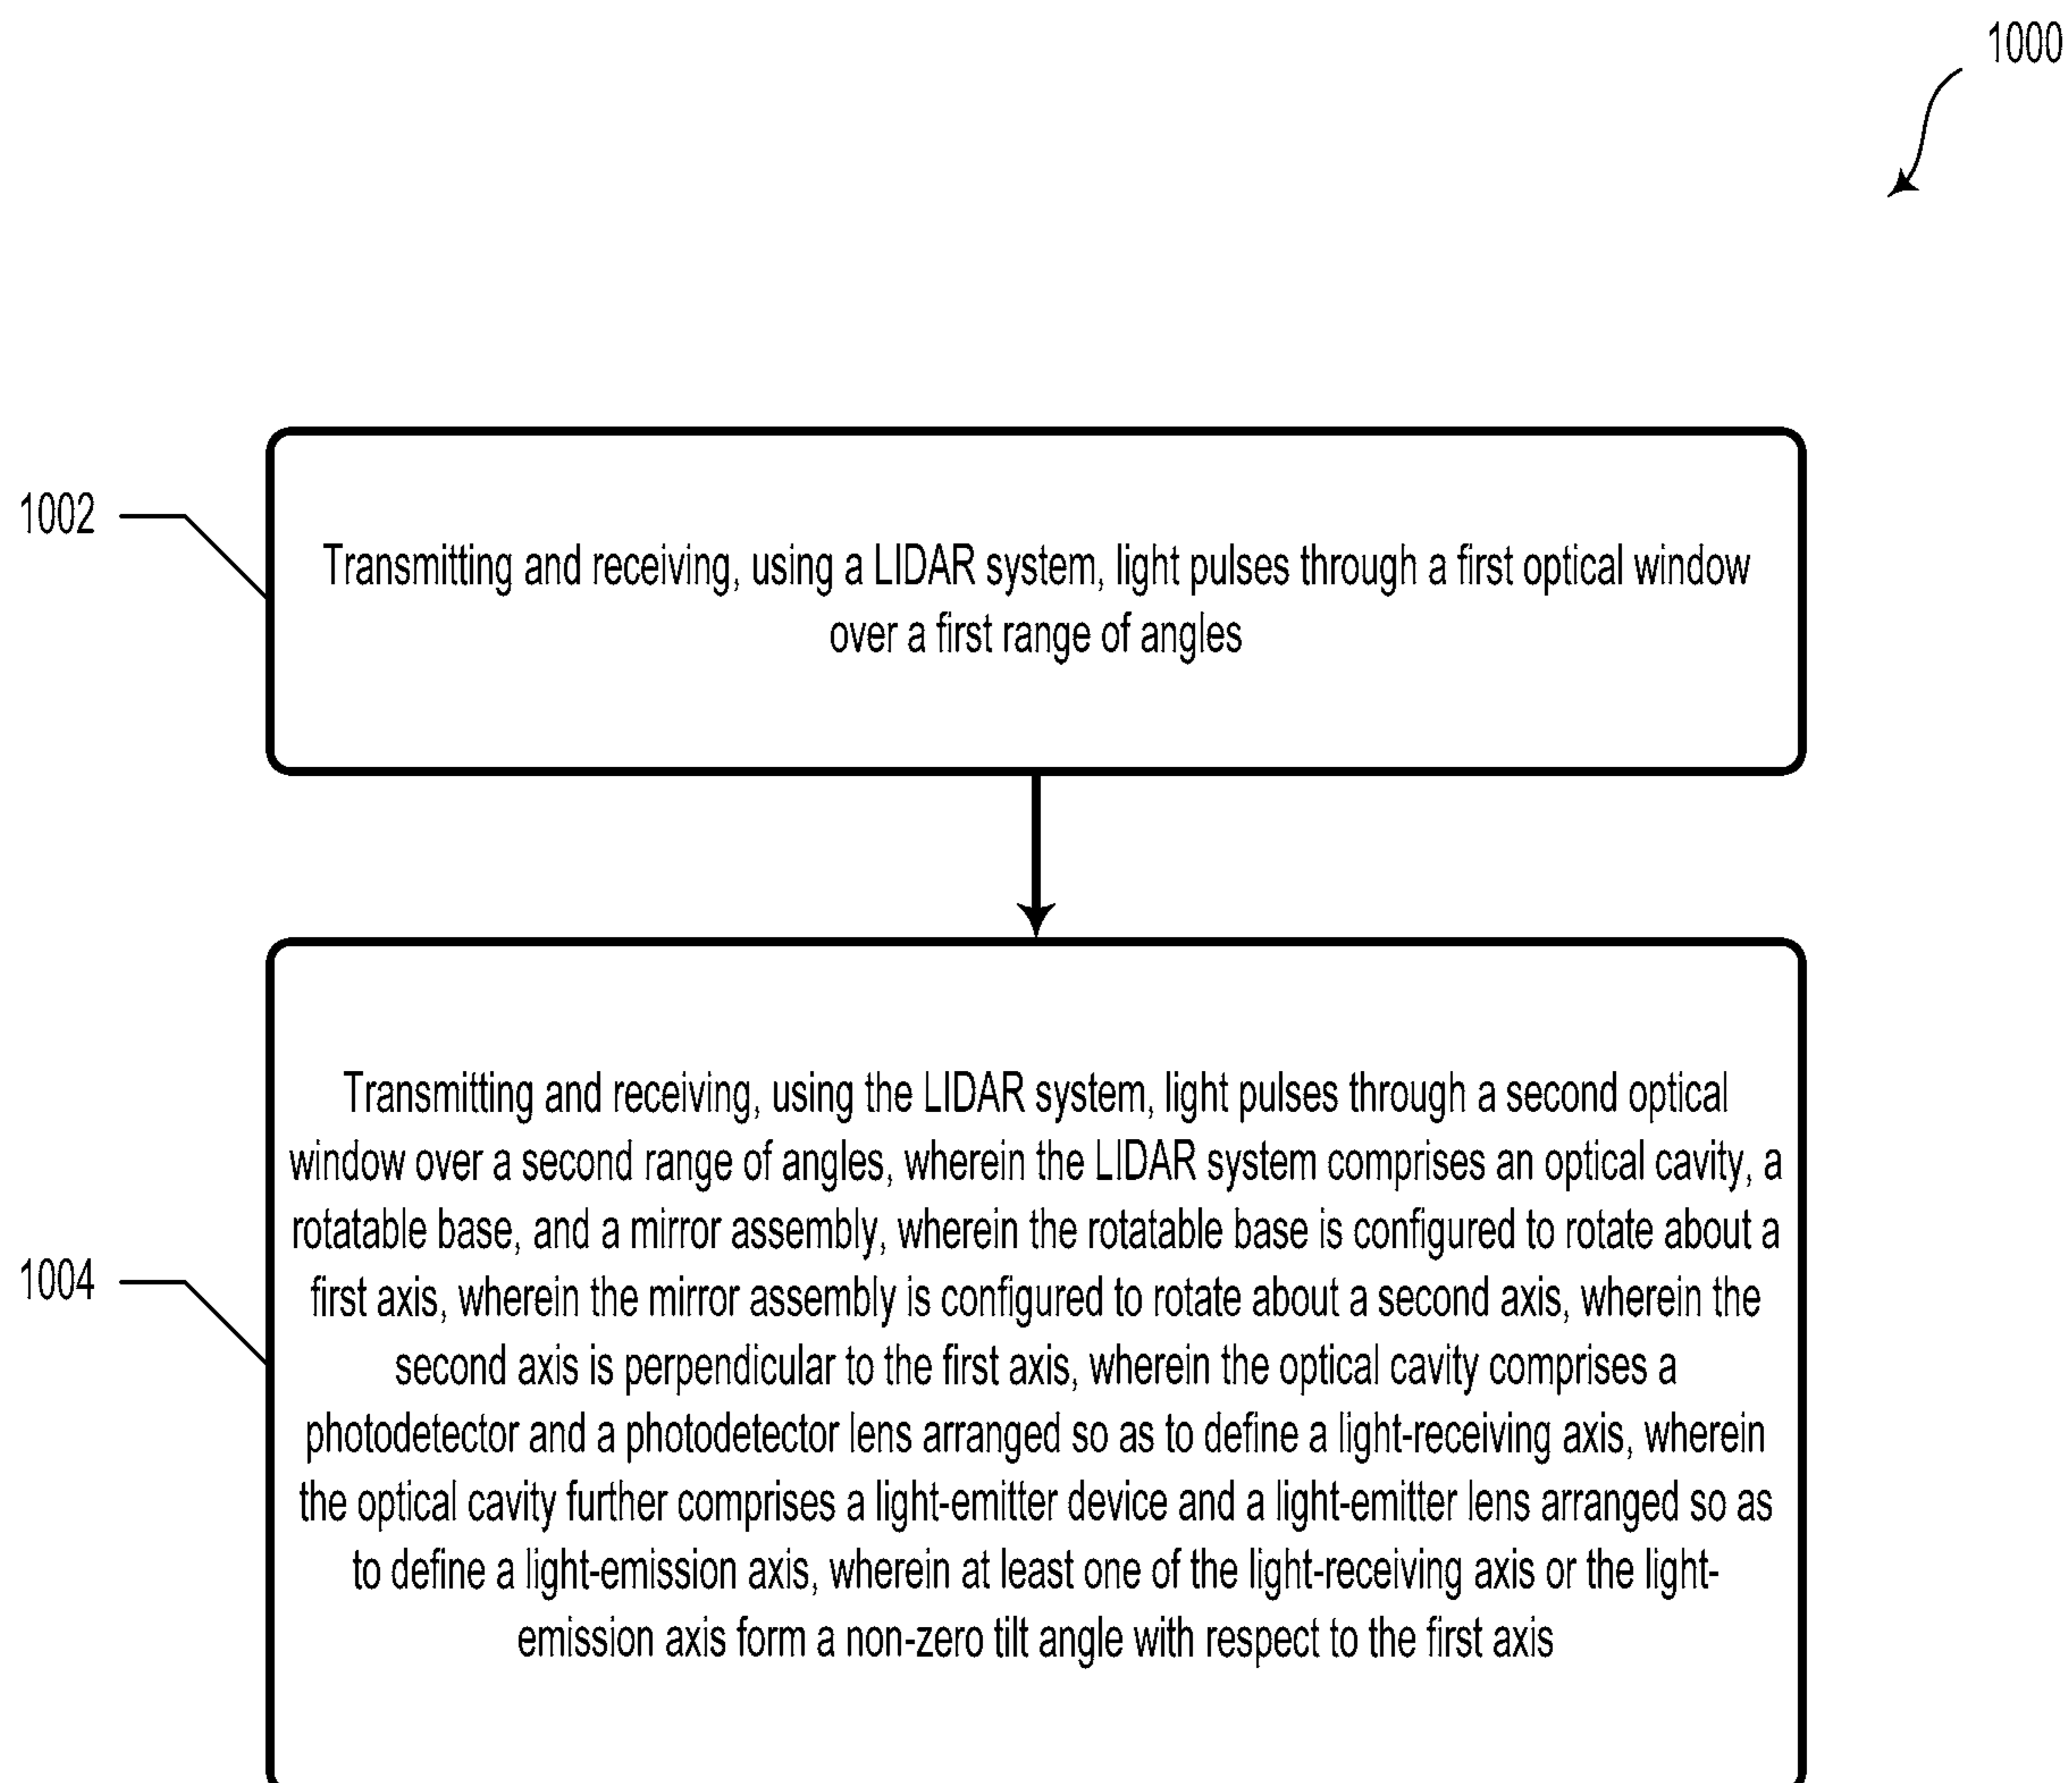 1000
1002
Transmitting and receiving, using a LIDAR system, light pulses through a first optical window
over a first range of angles
1004
Transmitting and receiving, using the LIDAR system, light pulses through a second optical
window over a second range of angles, wherein the LIDAR system comprises an optical cavity, a
rotatable base, and a mirror assembly, wherein the rotatable base is configured to rotate about a
first axis, wherein the mirror assembly is configured to rotate about a second axis, wherein the
second axis is perpendicular to the first axis, wherein the optical cavity comprises a
photodetector and a photodetector lens arranged so as to define a light-receiving axis, wherein
the optical cavity further comprises a light-emitter device and a light-emitter lens arranged so as
to define a light-emission axis, wherein at least one of the light-receiving axis or the light-
emission axis form a non-zero tilt angle with respect to the first axis